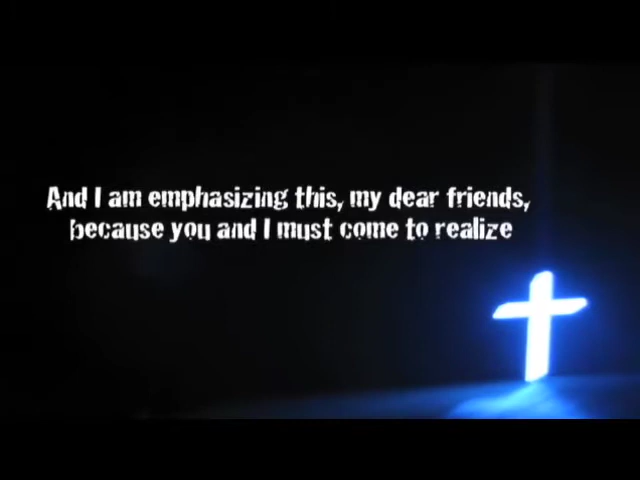 And I am emphasizing this, my dear friends,
because you and I must come to realize